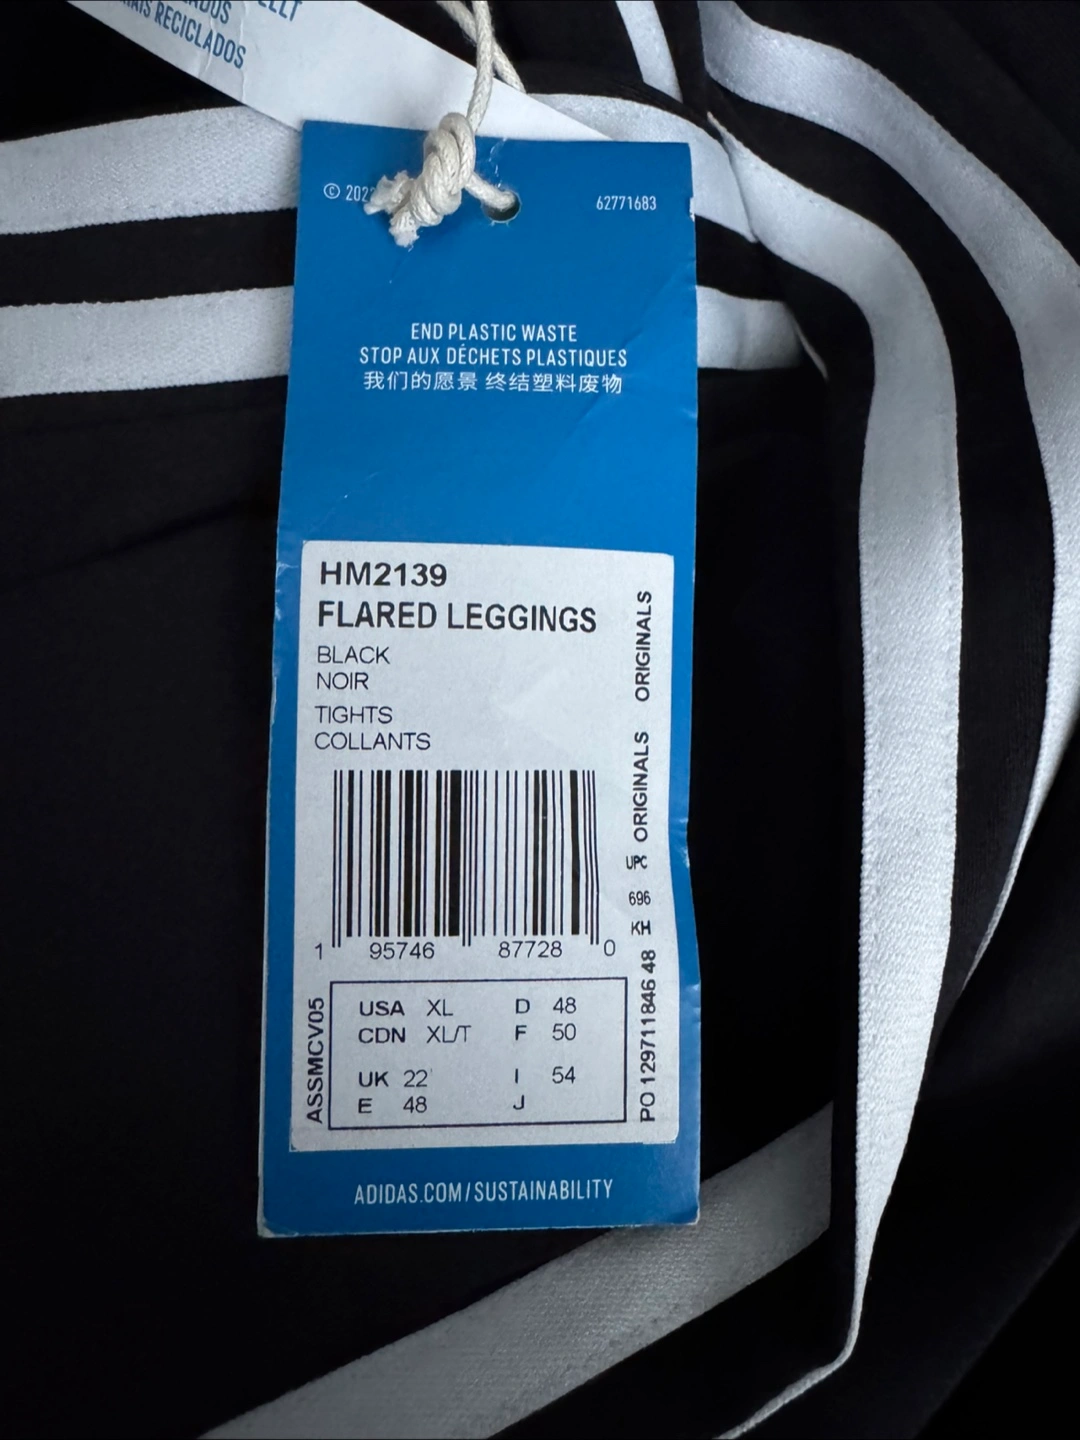 RECICLADOS
© 202
62771683
END PLASTIC WASTE
STOP AUX DÉCHETS PLASTIQUES
我们的愿景 终结塑料废物
HM2139
FLARED LEGGINGS
BLACK
NOIR
TIGHTS
COLLANTS
ORIGINALS ORIGINALS
UPC
696
KH
PO 129711846 48
1 95746 87728 0
ASSMCV05
USA XL D 48
CDN XL/T F 50
UK 22 I 54
E 48 J
ADIDAS.COM/SUSTAINABILITY